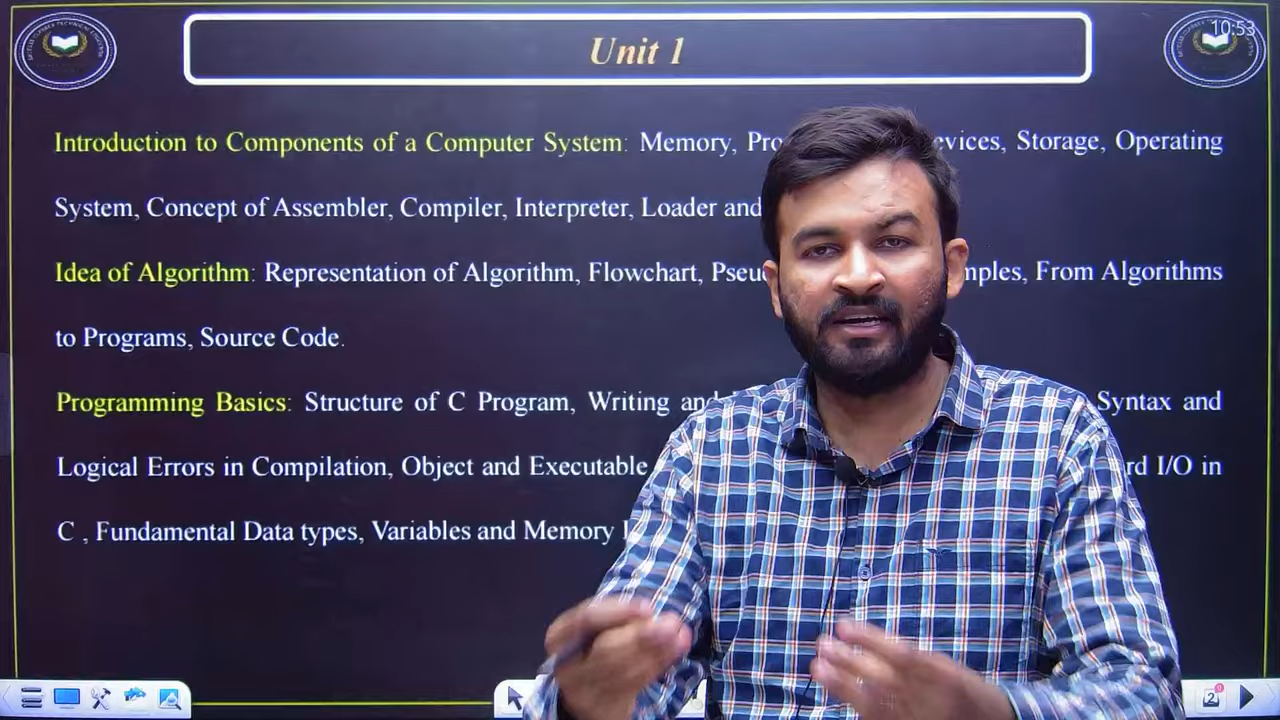 Unit 1
10:53
Introduction to Components of a Computer System: Memory, evices, Storage, Operating
System, Concept of Assembler, Compiler, Interpreter, Loader and
Idea of Algorithm: Representation of Algorithm, Flowchart, Pseu mples, From Algorithms
to Programs, Source Code.
Programming Basics: Structure of C Program, Writing and Syntax and
Logical Errors in Compilation, Object and Executable rd I/O in
C , Fundamental Data types, Variables and Memory
2